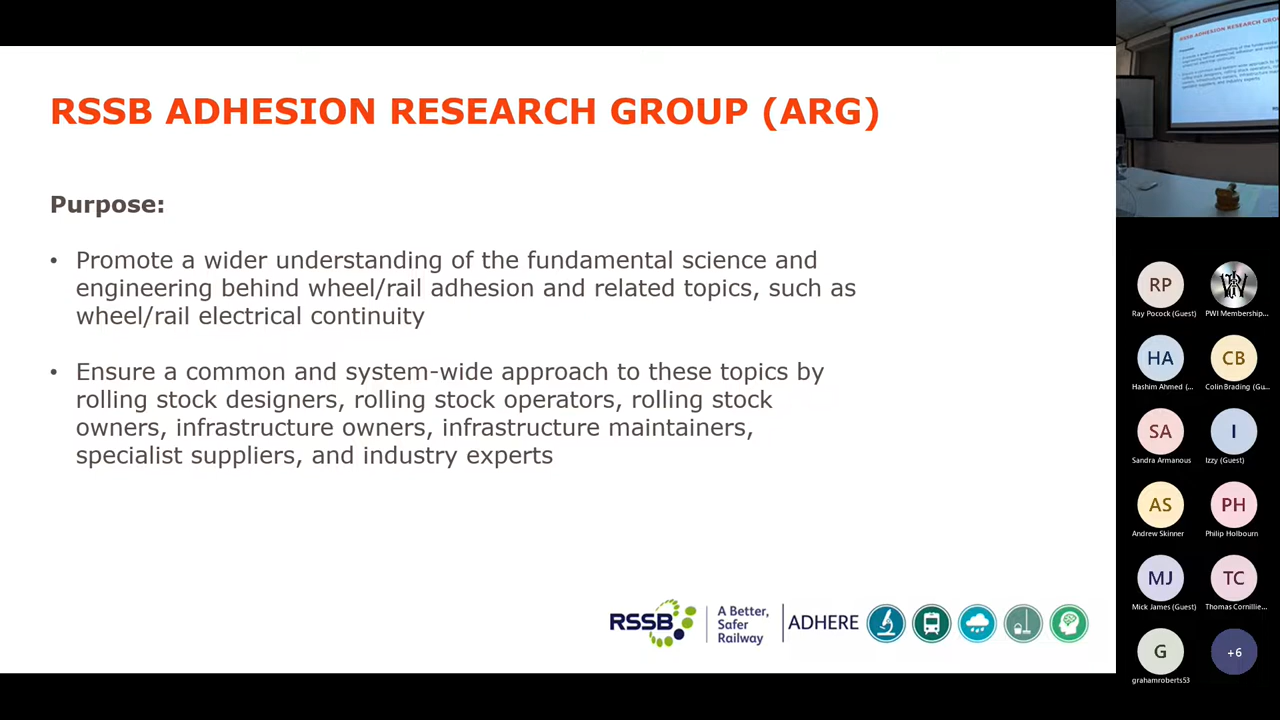 RSSB ADHESION RESEARCH GROUP (ARG)
Purpose:
• Promote a wider understanding of the fundamental science and
engineering behind wheel/rail adhesion and related topics, such as
wheel/rail electrical continuity
• Ensure a common and system-wide approach to these topics by
rolling stock designers, rolling stock operators, rolling stock
owners, infrastructure owners, infrastructure maintainers,
specialist suppliers, and industry experts
RSSB
A Better,
Safer
Railway
ADHERE
RSSB ADHESION RESEARCH GRO
RP
Ray Pocock (Guest)
PWI Membership...
HA
Hashim Ahmed (...
CB
Colin Brading (Gu...
SA
Sandra Armanous
I
Izzy (Guest)
AS
Andrew Skinner
PH
Philip Holbourn
MJ
Mick James (Guest)
TC
Thomas Cornillie...
G
grahamroberts53
+6